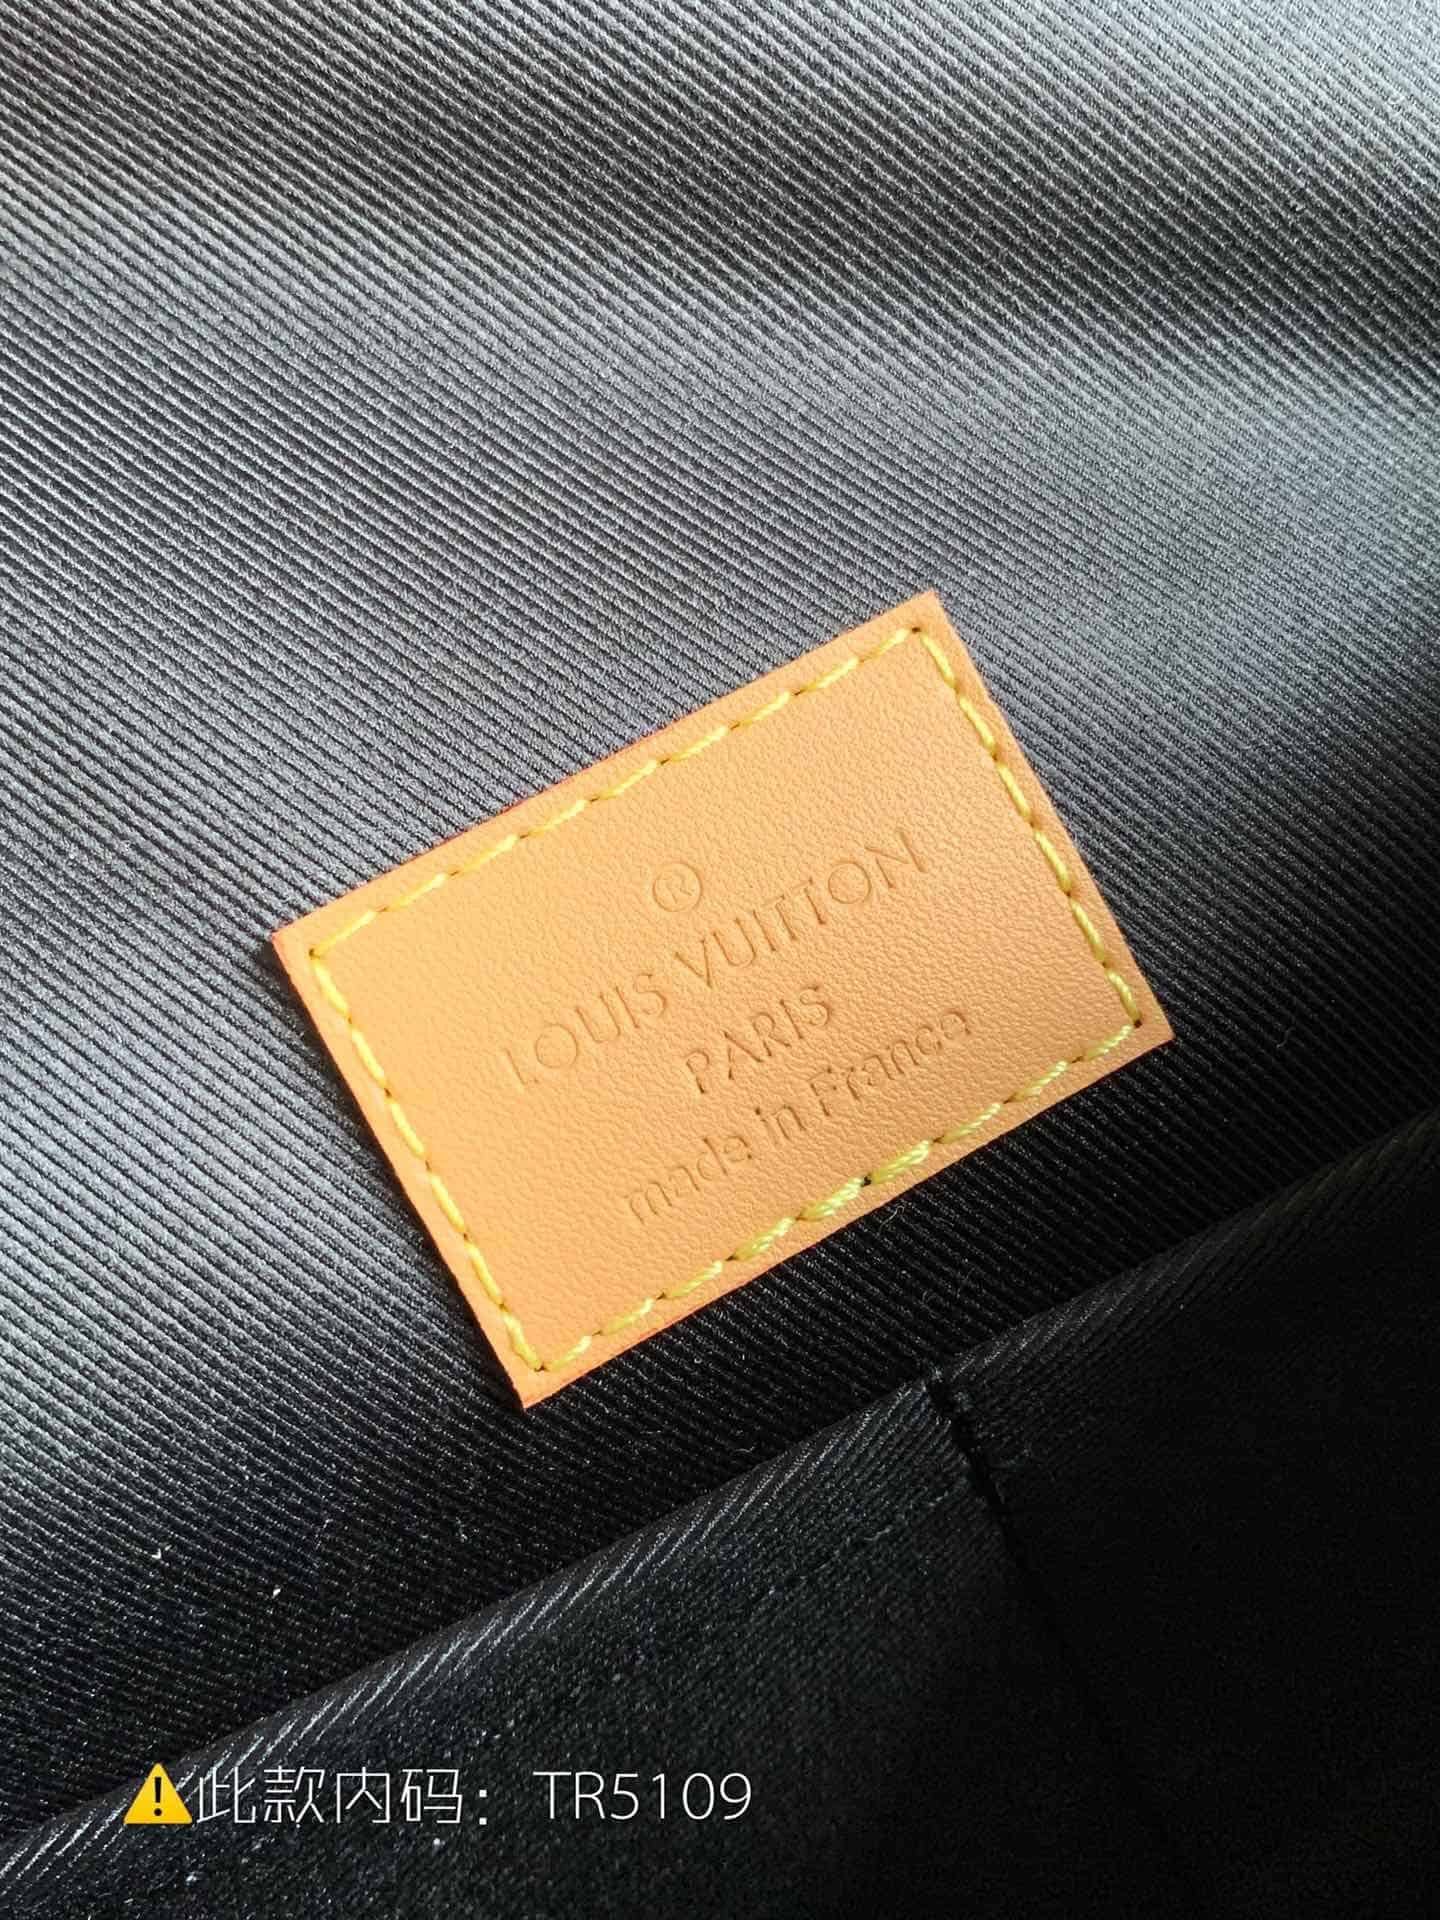 ®
LOUIS VUITTON
PARIS
made in France
⚠️此款内码：TR5109